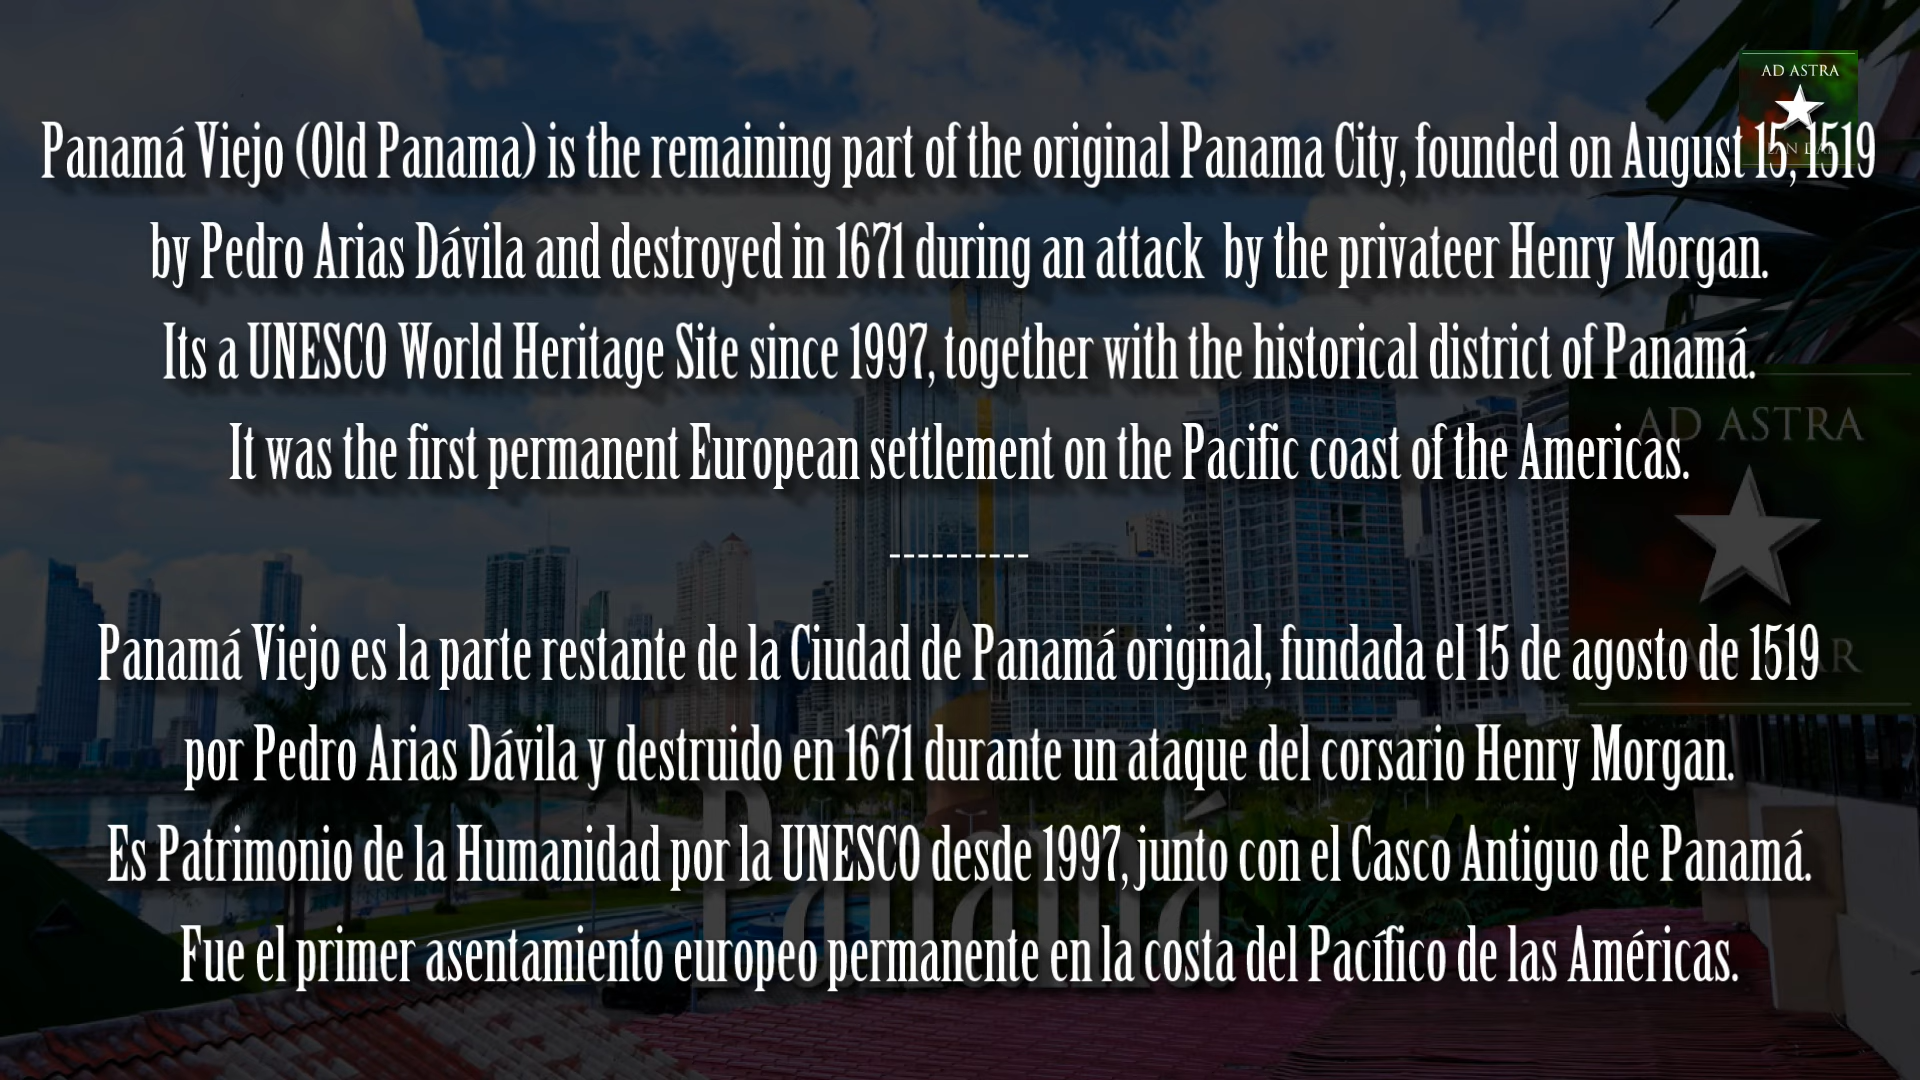 AD ASTRA
Panamá Viejo (Old Panama) is the remaining part of the original Panama City, founded on August 15, 1519
by Pedro Arias Dávila and destroyed in 1671 during an attack  by the privateer Henry Morgan.
Its a UNESCO World Heritage Site since 1997, together with the historical district of Panamá.
It was the first permanent European settlement on the Pacific coast of the Americas.
AD ASTRA
----------
Panamá Viejo es la parte restante de la Ciudad de Panamá original, fundada el 15 de agosto de 1519
por Pedro Arias Dávila y destruido en 1671 durante un ataque del corsario Henry Morgan.
Es Patrimonio de la Humanidad por la UNESCO desde 1997, junto con el Casco Antiguo de Panamá.
Fue el primer asentamiento europeo permanente en la costa del Pacífico de las Américas.
Panamá